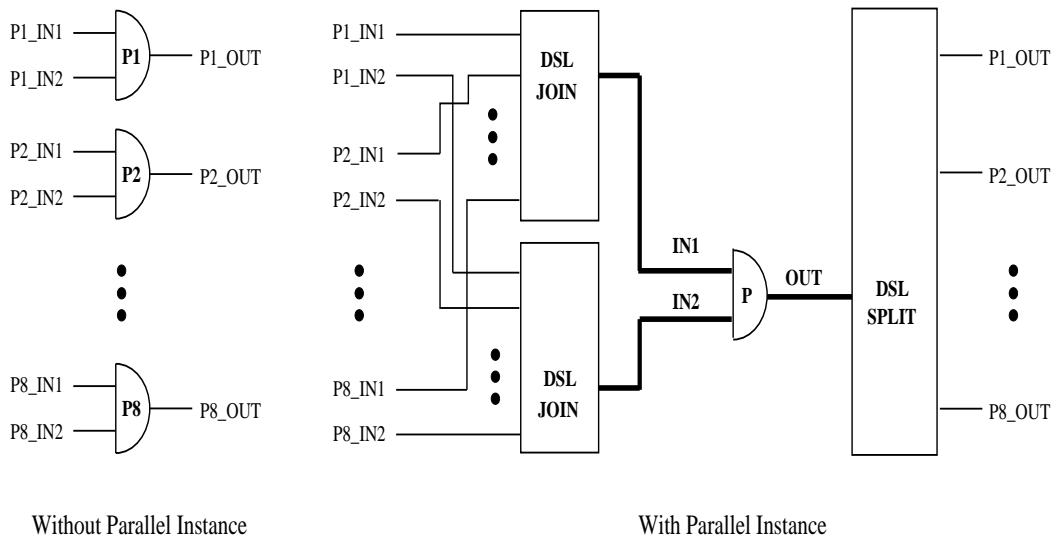 P1_IN1
P1_IN2
P1
P1_OUT
P2_IN1
P2_IN2
P2
P2_OUT
P8_IN1
P8_IN2
P8
P8_OUT
Without Parallel Instance
P1_IN1
P1_IN2
P2_IN1
P2_IN2
P8_IN1
P8_IN2
DSL
JOIN
DSL
JOIN
IN1
IN2
P
OUT
DSL
SPLIT
P1_OUT
P2_OUT
P8_OUT
With Parallel Instance